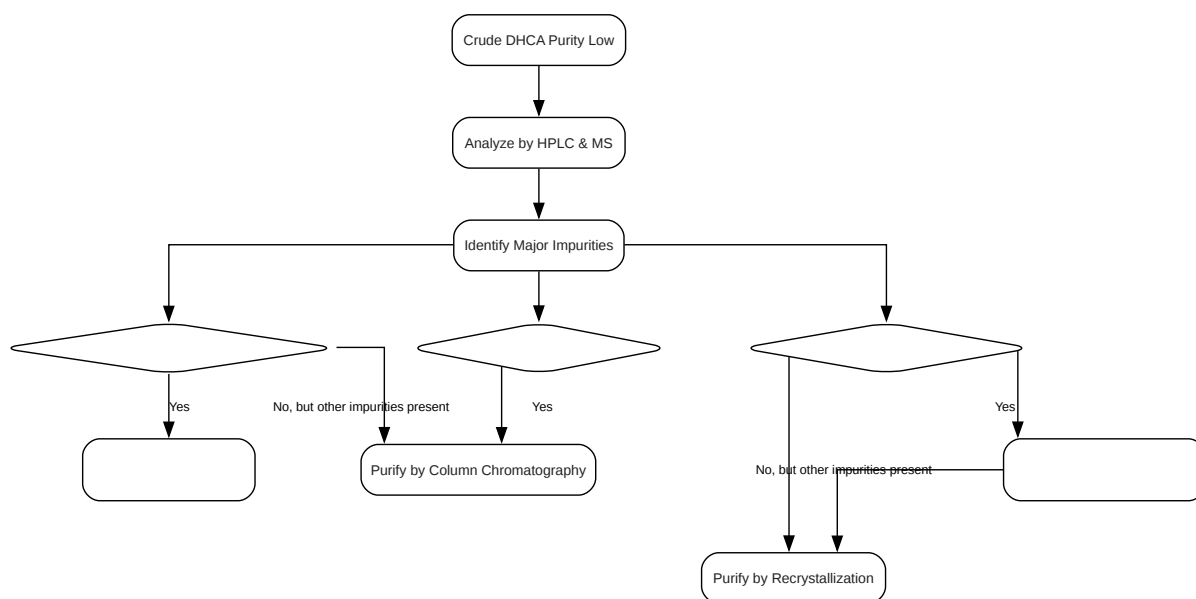 Crude DHCA Purity Low
Analyze by HPLC & MS
Identify Major Impurities
Yes
No, but other impurities present
Yes
Yes
Purify by Column Chromatography
No, but other impurities present
Purify by Recrystallization